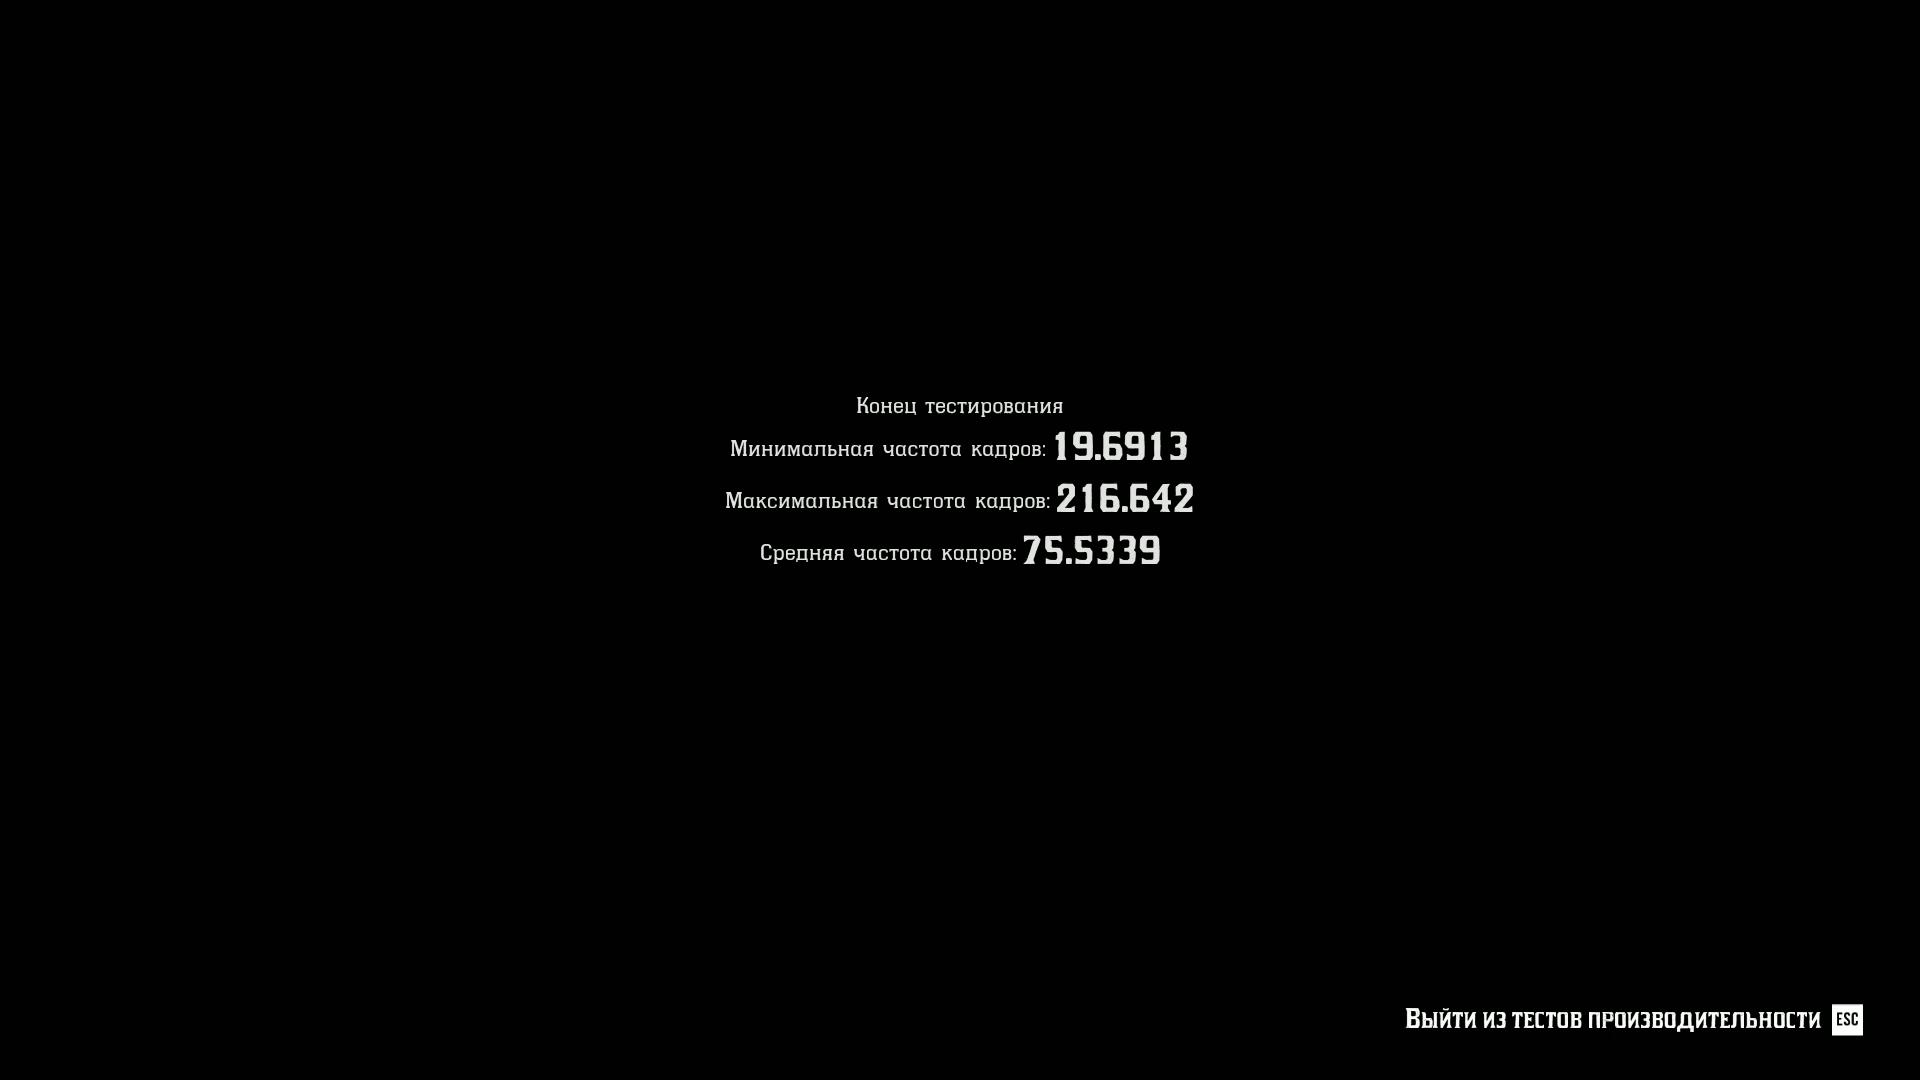 Конец тестирования
Минимальная частота кадров: 19.6913
Максимальная частота кадров: 216.642
Средняя частота кадров: 75.5339
Выйти из тестов производительности ESC